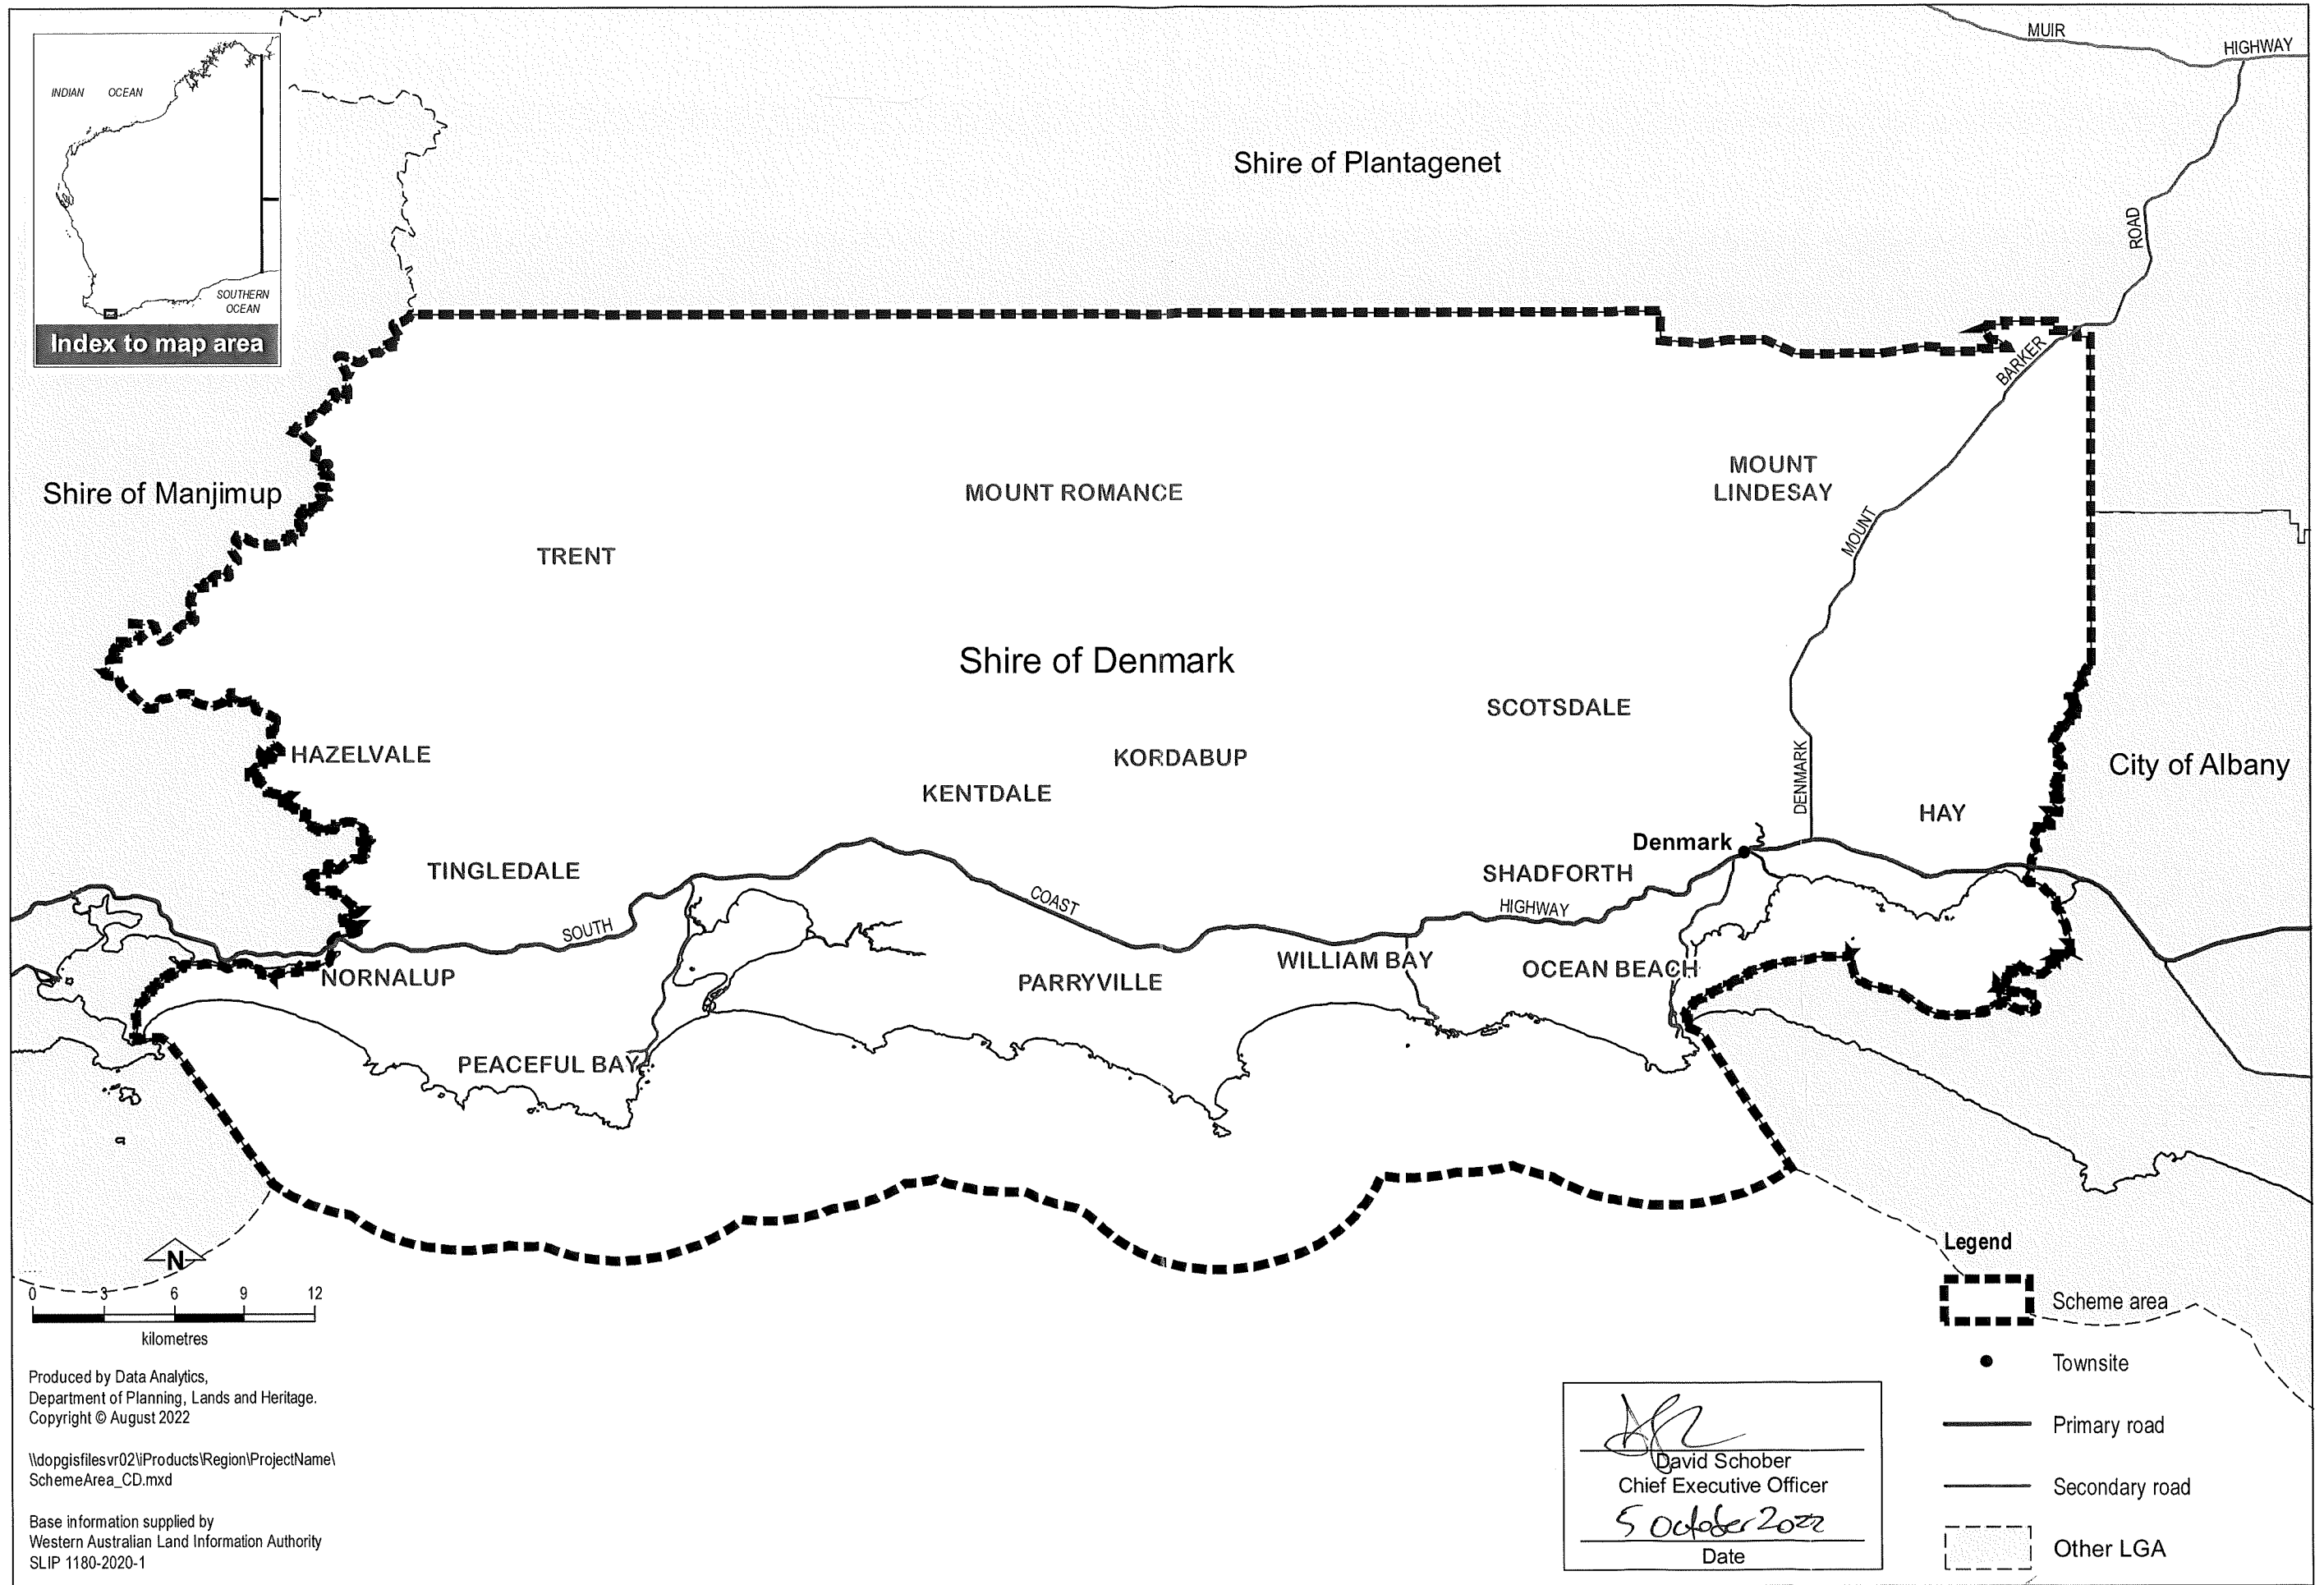 MUIR
HIGHWAY
INDIAN OCEAN
SOUTHERN
OCEAN
Index to map area
Shire of Plantagenet
ROAD
BARKER
Shire of Manjimup
MOUNT ROMANCE
MOUNT
LINDESAY
MOUNT
TRENT
Shire of Denmark
SCOTSDALE
HAZELVALE
KORDABUP
DENMARK
City of Albany
KENTDALE
HAY
Denmark
TINGLEDALE
SHADFORTH
COAST
HIGHWAY
SOUTH
NORNALUP
WILLIAM BAY
OCEAN BEACH
PARRYVILLE
PEACEFUL BAY
N
0 3 6 9 12
kilometres
Produced by Data Analytics,
Department of Planning, Lands and Heritage.
Copyright © August 2022
\\dopgisfilesvr02\iProducts\Region\ProjectName\
SchemeArea_CD.mxd
Base information supplied by
Western Australian Land Information Authority
SLIP 1180-2020-1
David Schober
Chief Executive Officer
5 October 2022
Date
Legend
Scheme area
Townsite
Primary road
Secondary road
Other LGA